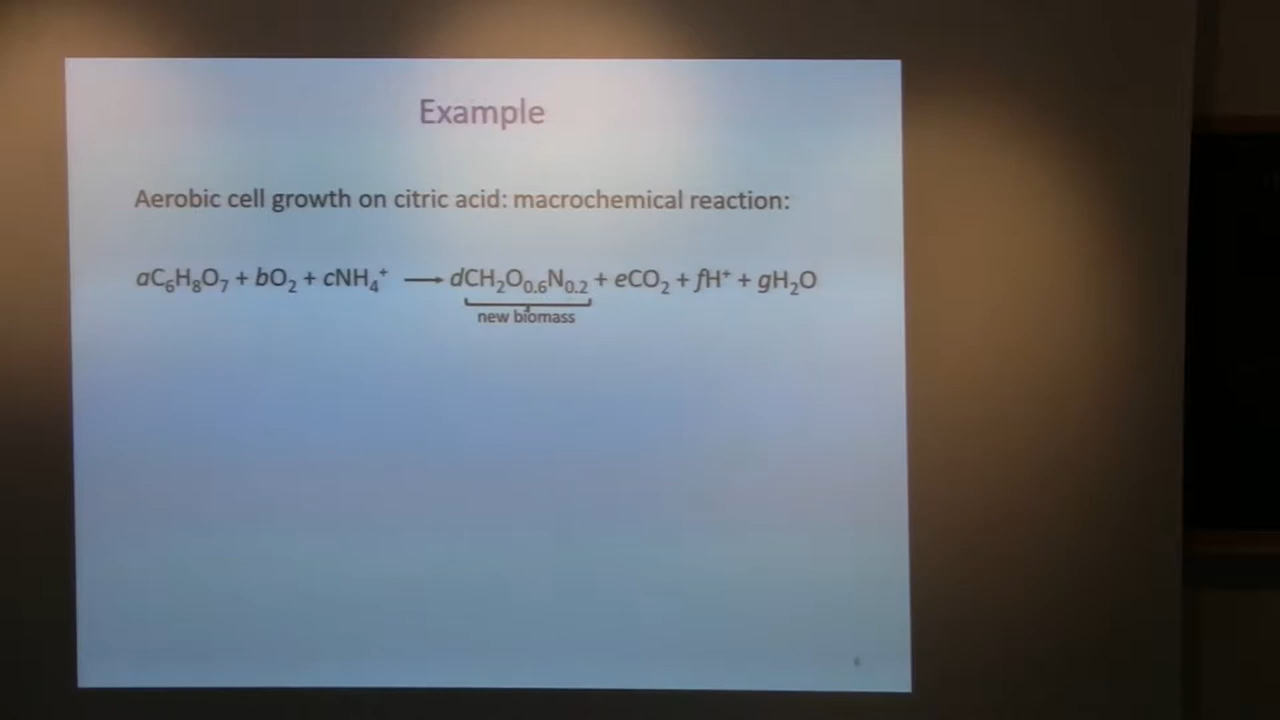 Example
Aerobic cell growth on citric acid: macrochemical reaction:
aC₆H₈O₇ + bO₂ + cNH₄⁺ ⟶ dCH₂O₀.₆N₀.₂ + eCO₂ + fH⁺ + gH₂O
new biomass